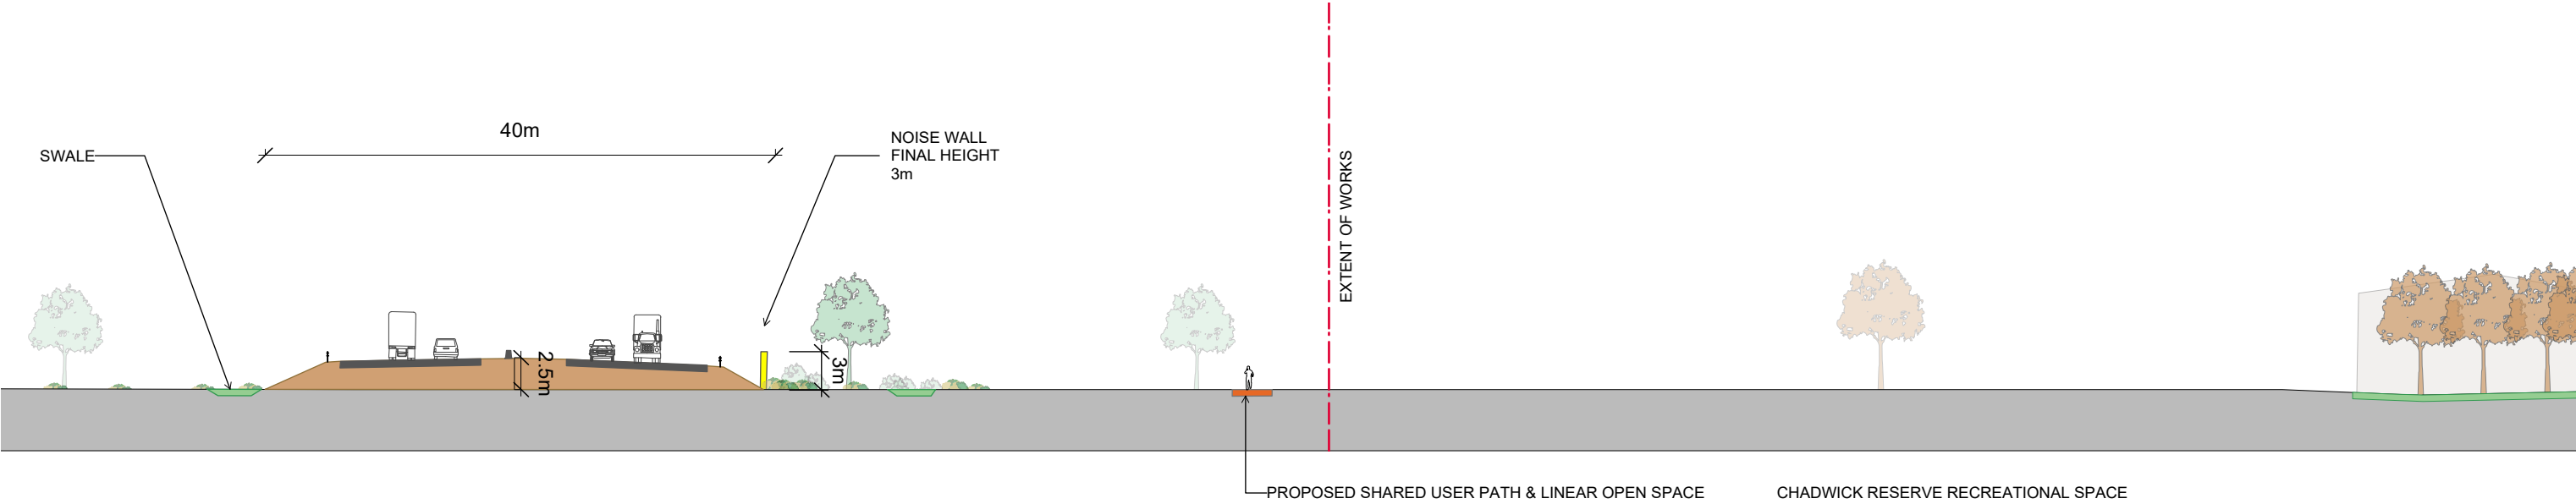 40m
SWALE
NOISE WALL
FINAL HEIGHT
3m
EXTENT OF WORKS
2.5m
3m
PROPOSED SHARED USER PATH & LINEAR OPEN SPACE
CHADWICK RESERVE RECREATIONAL SPACE